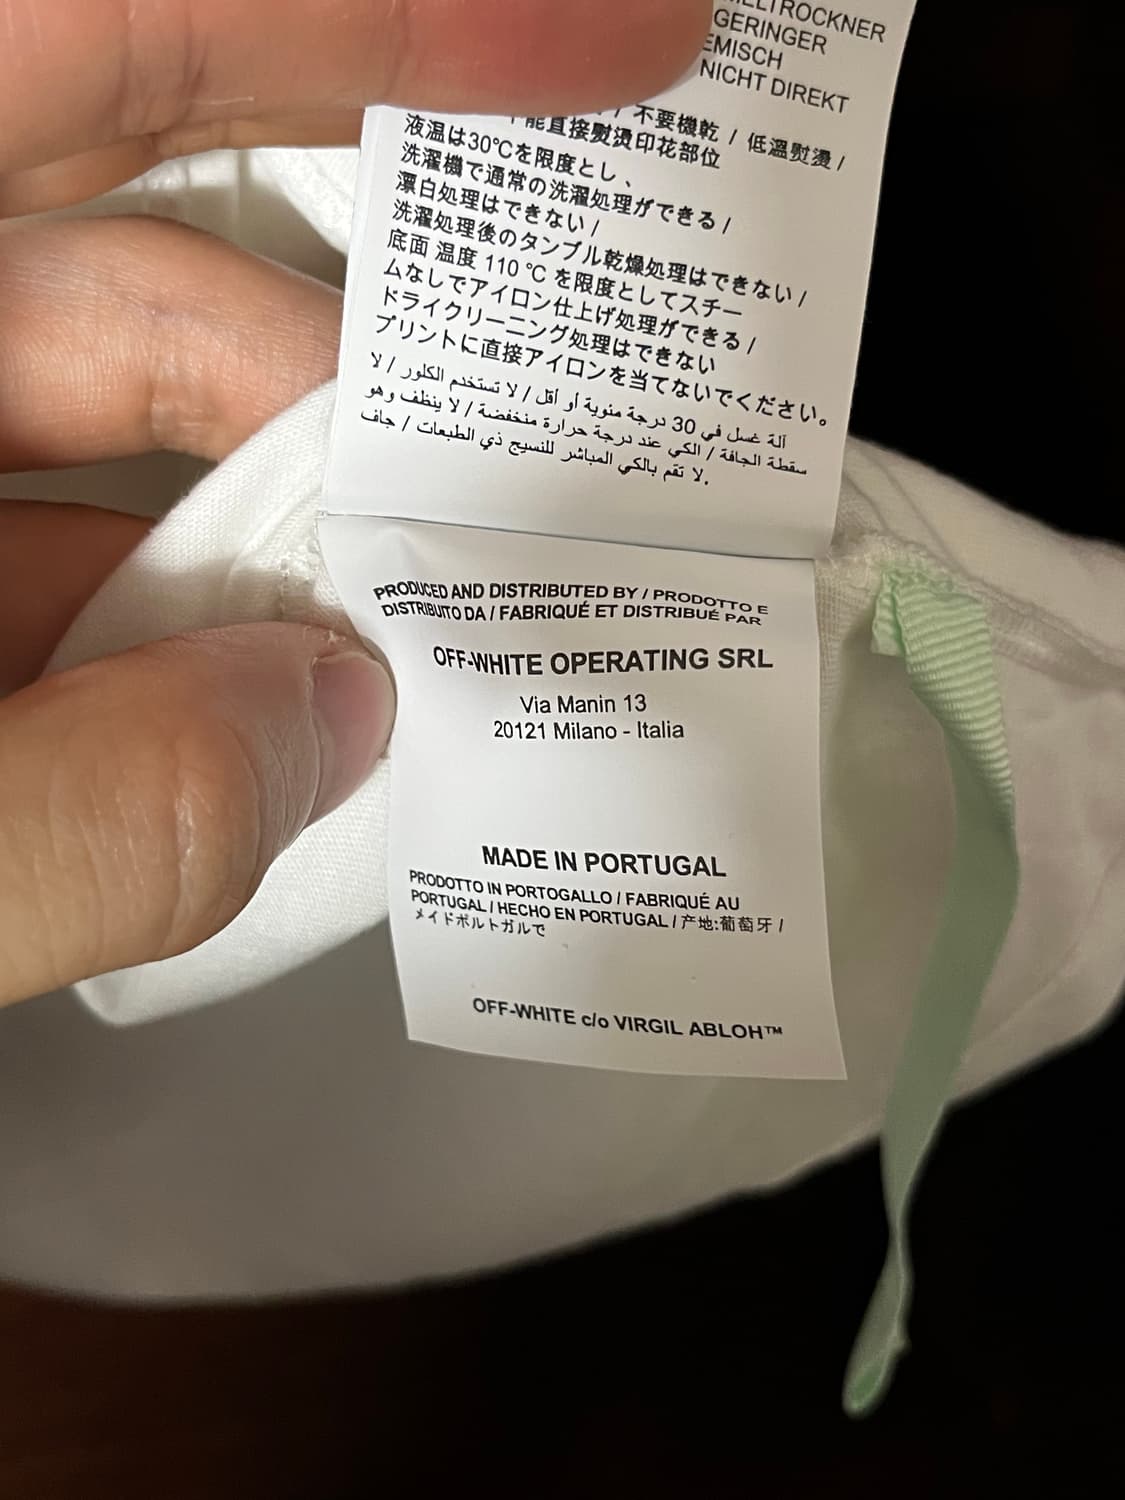 TROCKNER
GERINGER
EMISCH
NICHT DIREKT
/ 不要機乾 / 低溫熨燙 /
能直接熨燙印花部位
液温は30℃を限度とし、
洗濯機で通常の洗濯処理ができる /
漂白処理はできない /
洗濯処理後のタンブル乾燥処理はできない /
底面 温度 110 ℃ を限度としてスチー
ムなしでアイロン仕上げ処理ができる /
ドライクリーニング処理はできない
プリントに直接アイロンを当てないでください。
آلة غسل في 30 درجة مئوية أو أقل / لا تستخدم الكلور / لا
سقطة الجافة / الكي عند درجة حرارة منخفضة / لا ينظف وهو
لا تقم بالكي المباشر للنسيج ذي الطبعات / جاف.
PRODUCED AND DISTRIBUTED BY / PRODOTTO E
DISTRIBUITO DA / FABRIQUÉ ET DISTRIBUÉ PAR
OFF-WHITE OPERATING SRL
Via Manin 13
20121 Milano - Italia
MADE IN PORTUGAL
PRODOTTO IN PORTOGALLO / FABRIQUÉ AU
PORTUGAL / HECHO EN PORTUGAL / 产地:葡萄牙 /
メイドポルトガルで
OFF-WHITE c/o VIRGIL ABLOH™